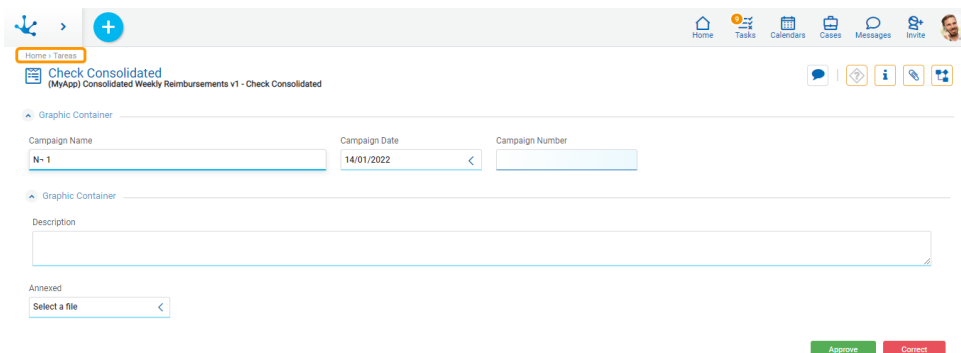 9
Home Tasks Calendars Cases Messages Invite
Home › Tareas
Check Consolidated
(MyApp) Consolidated Weekly Reimbursements v1 - Check Consolidated
Graphic Container
Campaign Name Campaign Date Campaign Number
N¬ 1 14/01/2022
Graphic Container
Description
Annexed
Select a file
Approve Correct